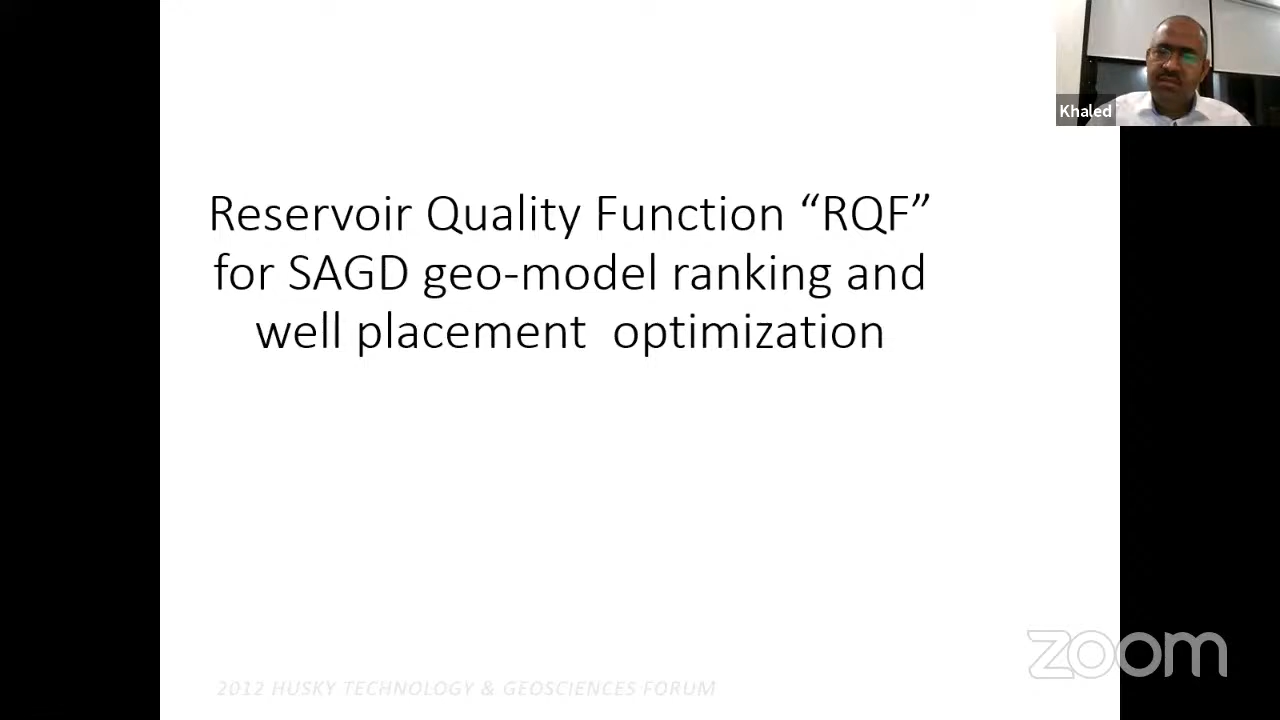 Khaled
Reservoir Quality Function “RQF”
for SAGD geo-model ranking and
well placement optimization
zoom
2012 HUSKY TECHNOLOGY & GEOSCIENCES FORUM